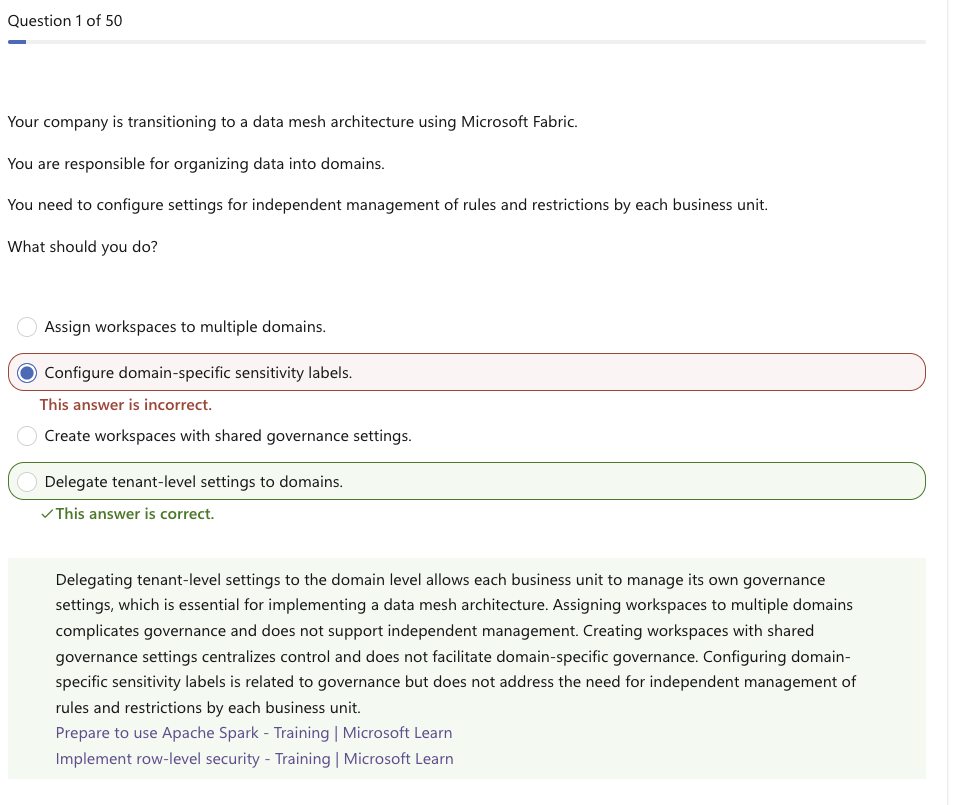 Question 1 of 50
Your company is transitioning to a data mesh architecture using Microsoft Fabric.
You are responsible for organizing data into domains.
You need to configure settings for independent management of rules and restrictions by each business unit.
What should you do?
Assign workspaces to multiple domains.
Configure domain-specific sensitivity labels.
This answer is incorrect.
Create workspaces with shared governance settings.
Delegate tenant-level settings to domains.
This answer is correct.
Delegating tenant-level settings to the domain level allows each business unit to manage its own governance
settings, which is essential for implementing a data mesh architecture. Assigning workspaces to multiple domains
complicates governance and does not support independent management. Creating workspaces with shared
governance settings centralizes control and does not facilitate domain-specific governance. Configuring domain-
specific sensitivity labels is related to governance but does not address the need for independent management of
rules and restrictions by each business unit.
Prepare to use Apache Spark - Training | Microsoft Learn
Implement row-level security - Training | Microsoft Learn